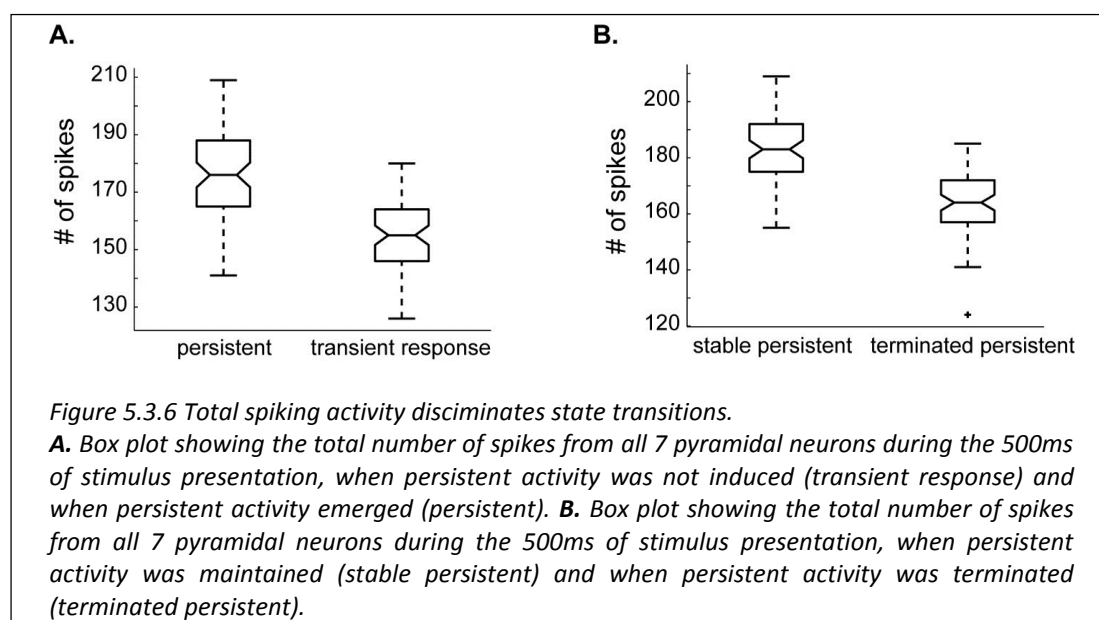 A.
B.
210
190
170
150
130
# of spikes
persistent
transient response
200
180
160
140
120
# of spikes
stable persistent
terminated persistent
Figure 5.3.6 Total spiking activity disciminates state transitions.
A. Box plot showing the total number of spikes from all 7 pyramidal neurons during the 500ms
of stimulus presentation, when persistent activity was not induced (transient response) and
when persistent activity emerged (persistent). B. Box plot showing the total number of spikes
from all 7 pyramidal neurons during the 500ms of stimulus presentation, when persistent
activity was maintained (stable persistent) and when persistent activity was terminated
(terminated persistent).